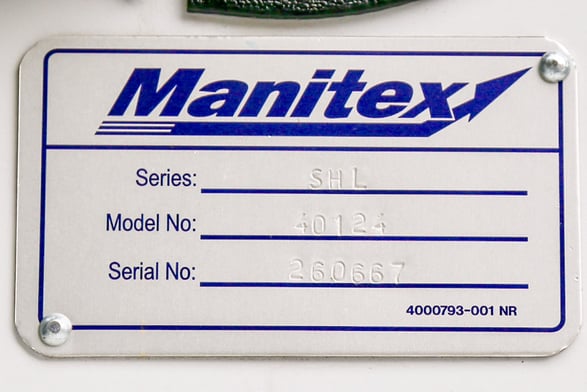 Manitex
Series: SHL
Model No: 40124
Serial No: 260667
4000793-001 NR